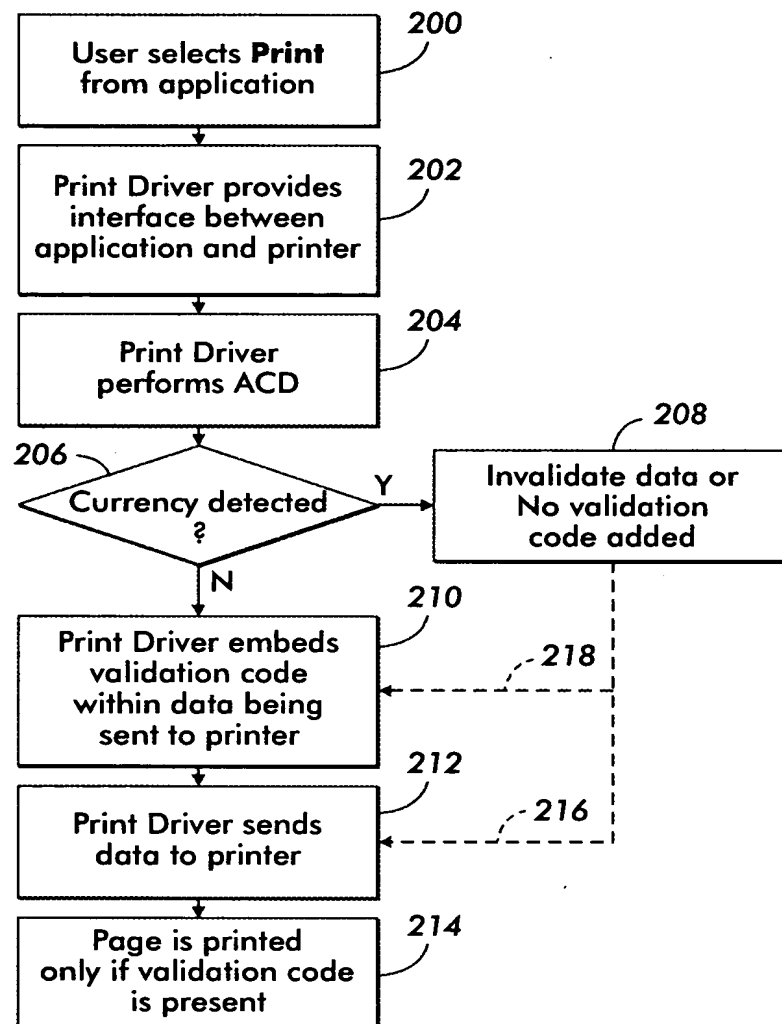 200
User selects Print
from application
202
Print Driver provides
interface between
application and printer
204
Print Driver
performs ACD
206
Currency detected
?
Y
208
Invalidate data or
No validation
code added
N
210
Print Driver embeds
validation code
within data being
sent to printer
218
212
Print Driver sends
data to printer
216
214
Page is printed
only if validation code
is present